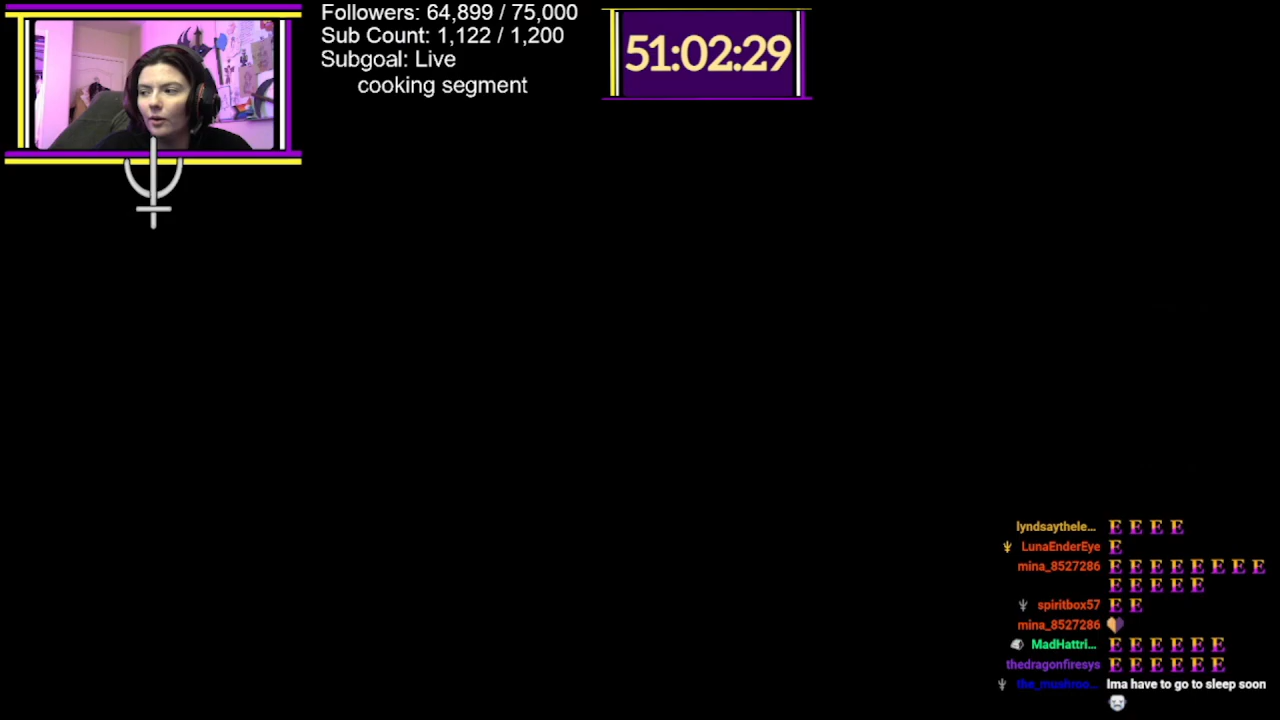 Followers: 64,899 / 75,000
Sub Count: 1,122 / 1,200
Subgoal: Live
cooking segment
51:02:29
lyndsaythele... E E E E
LunaEnderEye E
mina_8527286 E E E E E E E E
E E E E E
spiritbox57 E E
mina_8527286
MadHattri... E E E E E E
thedragonfiresys E E E E E E
the_mushroo... Ima have to go to sleep soon